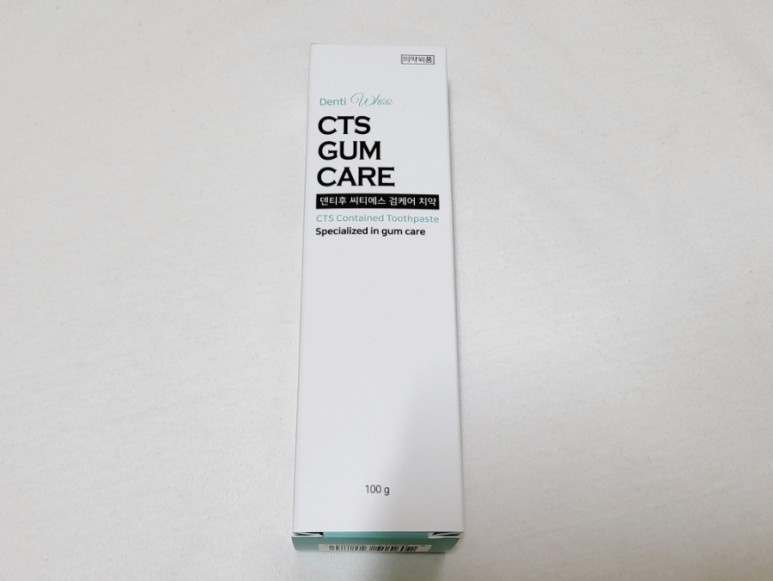 의약외품
Denti Whoo
CTS
GUM
CARE
덴티후 씨티에스 검케어 치약
CTS Contained Toothpaste
Specialized in gum care
100 g